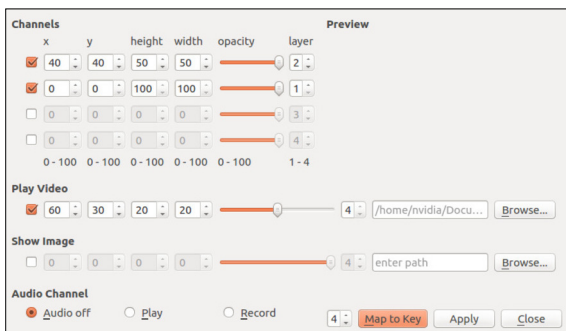 Channels Preview
x y height width opacity layer
40 40 50 50 2
0 0 100 100 1
0 0 0 0 3
0 0 0 0 4
0 - 100 0 - 100 0 - 100 0 - 100 0 - 100 1 - 4
Play Video
60 30 20 20 4 /home/nvidia/Docu... Browse...
Show Image
0 0 0 0 4 enter path Browse...
Audio Channel
Audio off Play Record 4 Map to Key Apply Close